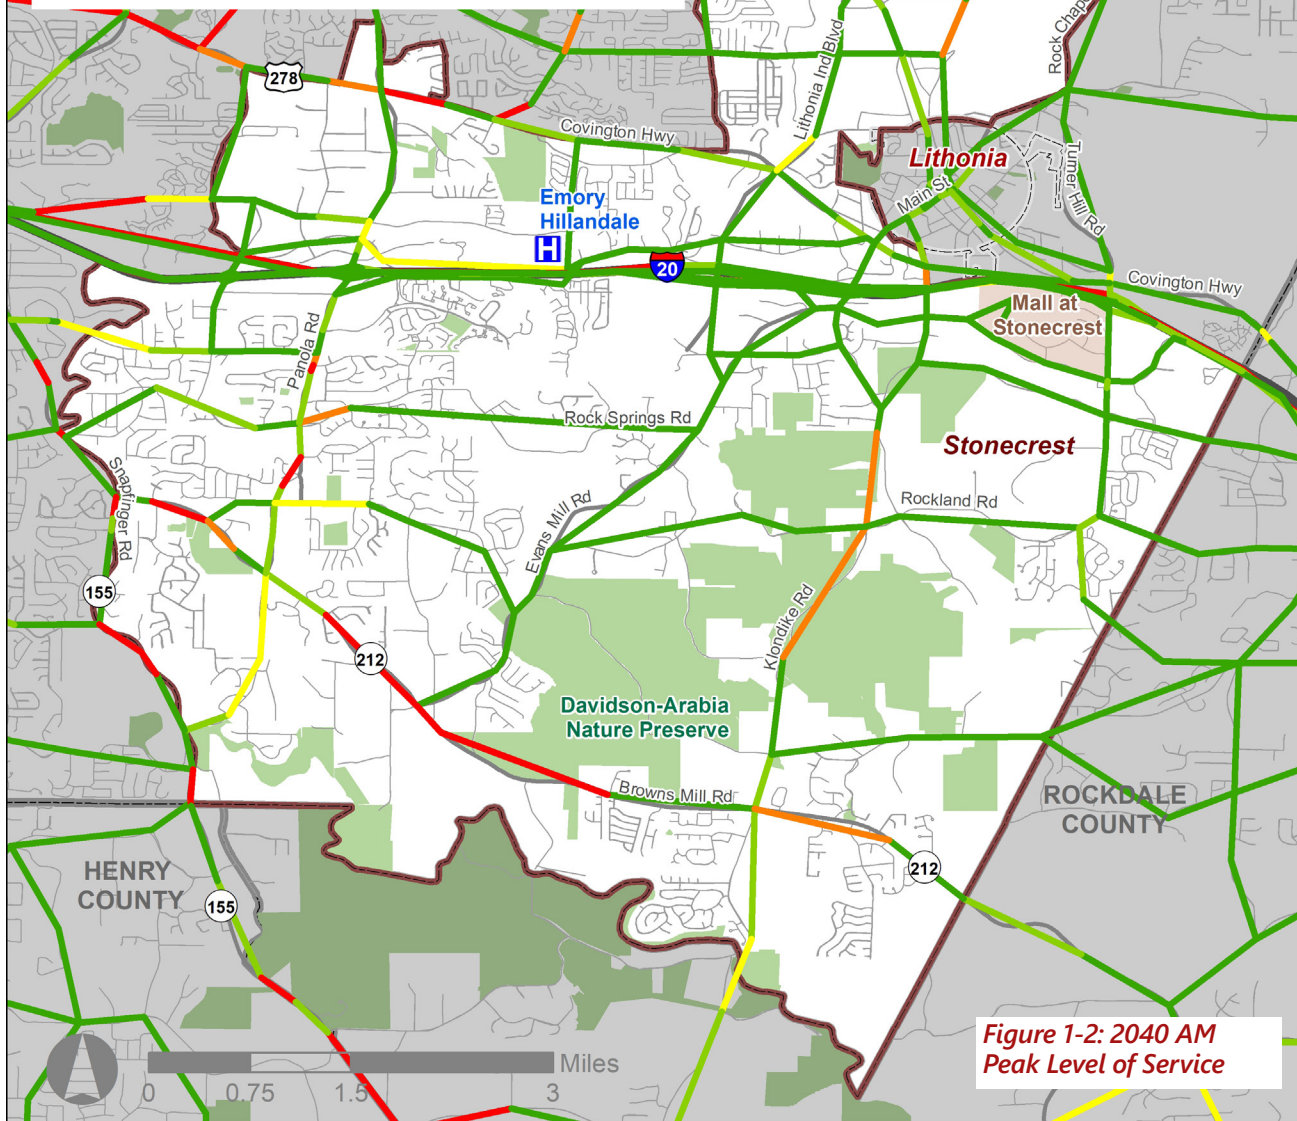 278
Covington Hwy
Lithonia Ind Blvd
Rock Chap
Lithonia
Main St
Turner Hill Rd
Emory
Hillandale
H
20
Covington Hwy
Mall at
Stonecrest
Panola Rd
Rock Springs Rd
Stonecrest
Snapfinger Rd
Evans Mill Rd
Rockland Rd
155
Klondike Rd
212
Davidson-Arabia
Nature Preserve
Browns Mill Rd
ROCKDALE
COUNTY
HENRY
COUNTY
212
155
Figure 1-2: 2040 AM
Peak Level of Service
Miles
0 0.75 1.5 3